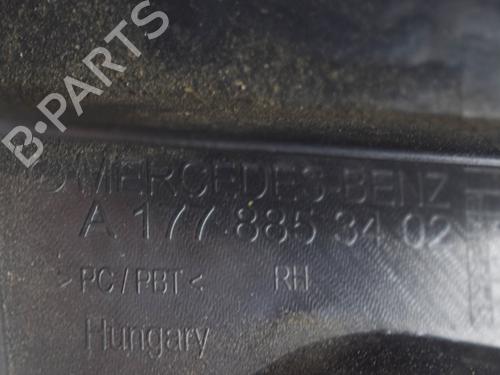 B-PARTS
MERCEDES-BENZ
A 177 885 34 02
>PC/PBT< RH
Hungary